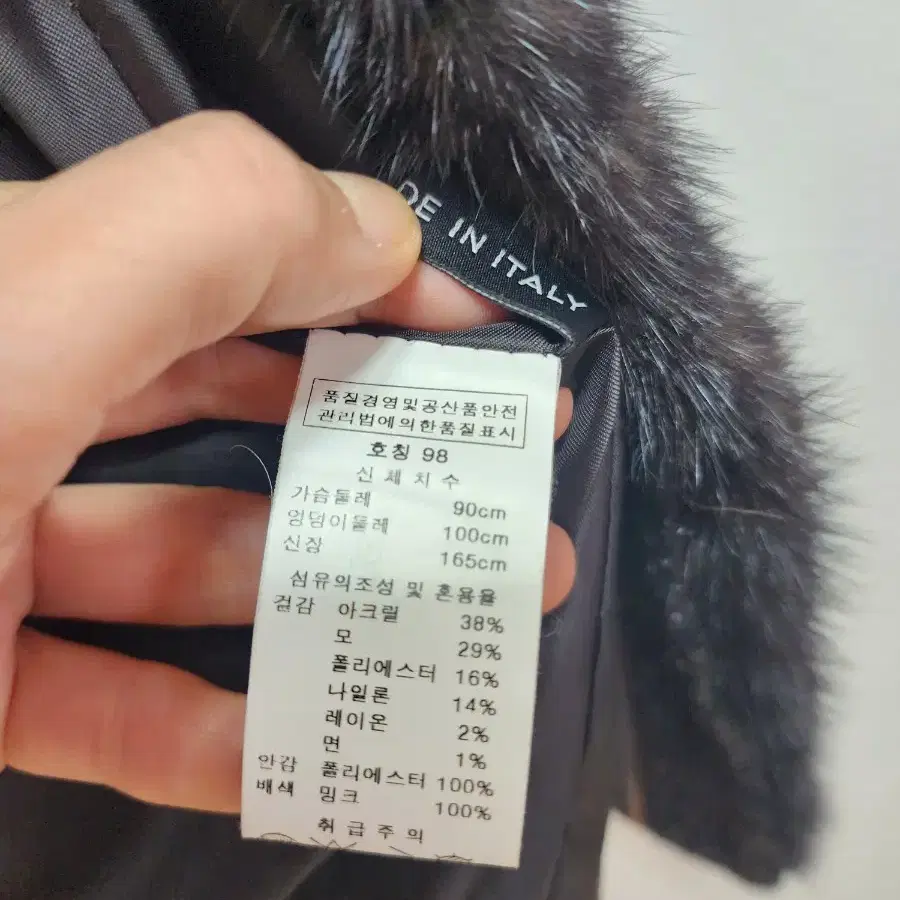 DE IN ITALY
품질경영및공산품안전
관리법에의한품질표시
호칭 98
신 체 치 수
가슴둘레 90cm
엉덩이둘레 100cm
신장 165cm
섬유의조성 및 혼용율
겉감 아크릴 38%
모 29%
폴리에스터 16%
나일론 14%
레이온 2%
면 1%
안감 폴리에스터 100%
배색 밍크 100%
취 급 주 의